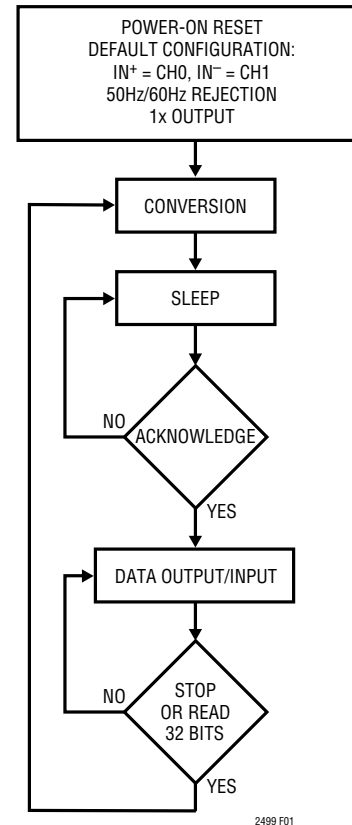 POWER-ON RESET
DEFAULT CONFIGURATION:
IN⁺ = CH0, IN⁻ = CH1
50Hz/60Hz REJECTION
1x OUTPUT
CONVERSION
SLEEP
NO
ACKNOWLEDGE
YES
DATA OUTPUT/INPUT
NO
STOP
OR READ
32 BITS
YES
2499 F01